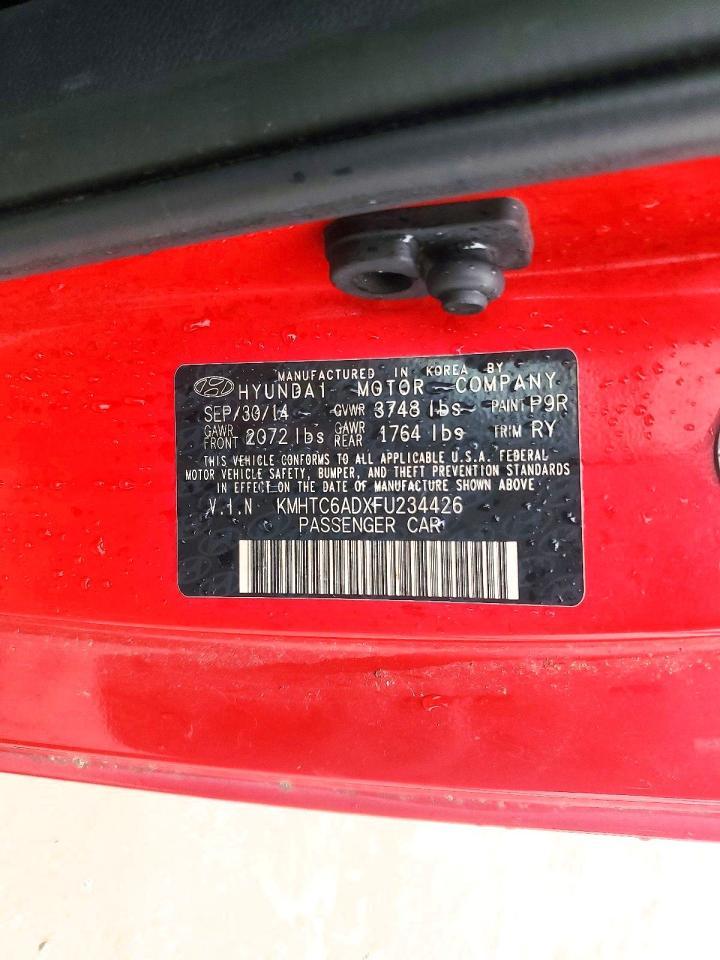 MANUFACTURED IN KOREA BY
HYUNDAI MOTOR COMPANY
SEP/30/14 GVWR 3748 lbs PAINT P9R
GAWR FRONT 2072 lbs GAWR REAR 1764 lbs TRIM RY
THIS VEHICLE CONFORMS TO ALL APPLICABLE U.S.A. FEDERAL
MOTOR VEHICLE SAFETY, BUMPER, AND THEFT PREVENTION STANDARDS
IN EFFECT ON THE DATE OF MANUFACTURE SHOWN ABOVE
V.I.N KMHTC6ADXFU234426
PASSENGER CAR